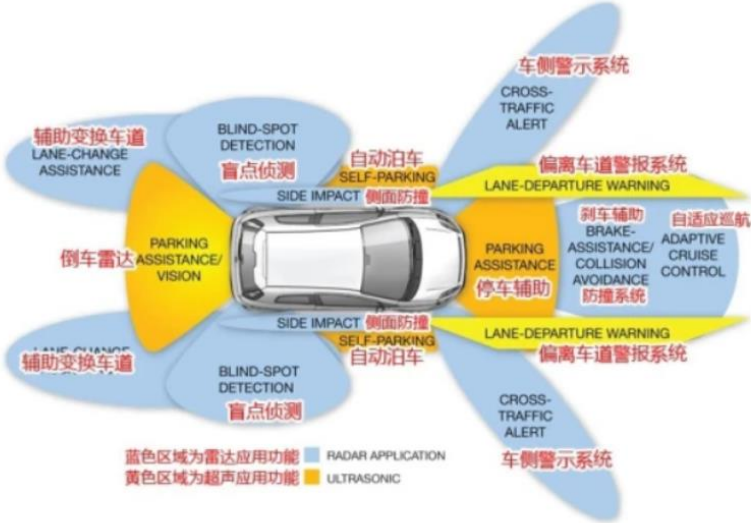 车侧警示系统
CROSS-
TRAFFIC
ALERT
辅助变换车道
LANE-CHANGE
ASSISTANCE
BLIND-SPOT
DETECTION
盲点侦测
自动泊车
SELF-PARKING
SIDE IMPACT 侧面防撞
偏离车道警报系统
LANE-DEPARTURE WARNING
倒车雷达
PARKING
ASSISTANCE/
VISION
PARKING
ASSISTANCE
停车辅助
刹车辅助
BRAKE-
ASSISTANCE/
COLLISION
AVOIDANCE
防撞系统
自适应巡航
ADAPTIVE
CRUISE
CONTROL
SIDE IMPACT 侧面防撞
SELF-PARKING
自动泊车
LANE-DEPARTURE WARNING
偏离车道警报系统
辅助变换车道
BLIND-SPOT
DETECTION
盲点侦测
CROSS-
TRAFFIC
ALERT
车侧警示系统
蓝色区域为雷达应用功能 RADAR APPLICATION
黄色区域为超声应用功能 ULTRASONIC